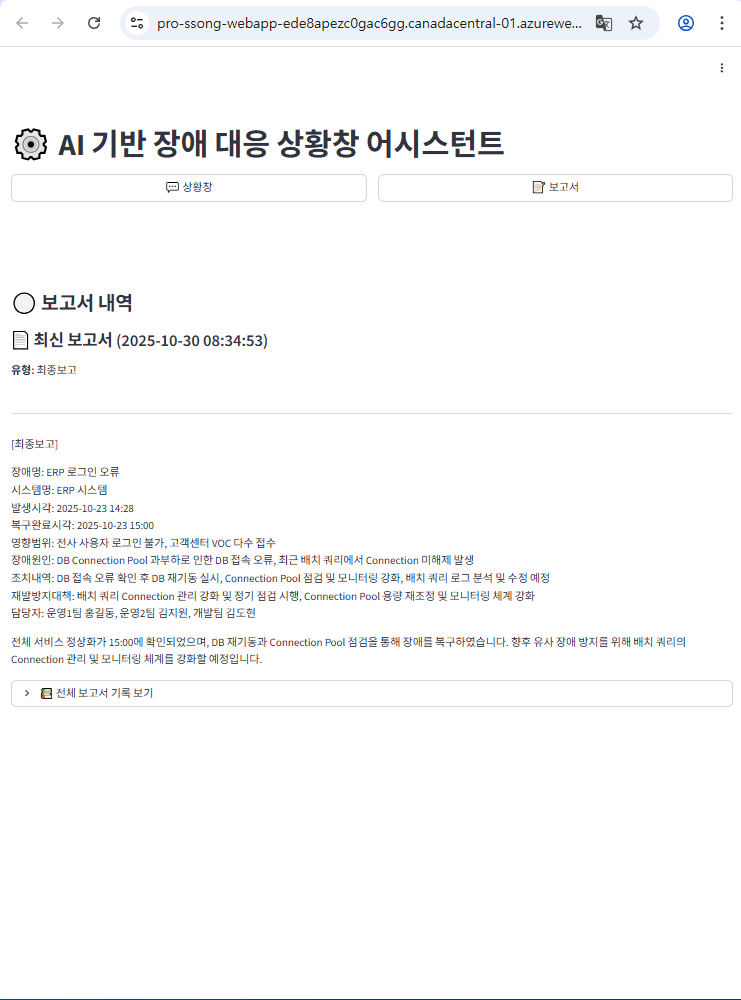 pro-ssong-webapp-ede8apezc0gac6gg.canadacentral-01.azurewe...
AI 기반 장애 대응 상황창 어시스턴트
상황창
보고서
보고서 내역
최신 보고서 (2025-10-30 08:34:53)
유형: 최종보고
[최종보고]
장애명: ERP 로그인 오류
시스템명: ERP 시스템
발생시각: 2025-10-23 14:28
복구완료시각: 2025-10-23 15:00
영향범위: 전사 사용자 로그인 불가, 고객센터 VOC 다수 접수
장애원인: DB Connection Pool 과부하로 인한 DB 접속 오류, 최근 배치 쿼리에서 Connection 미해제 발생
조치내역: DB 접속 오류 확인 후 DB 재기동 실시, Connection Pool 점검 및 모니터링 강화, 배치 쿼리 로그 분석 및 수정 예정
재발방지대책: 배치 쿼리 Connection 관리 강화 및 정기 점검 시행, Connection Pool 용량 재조정 및 모니터링 체계 강화
담당자: 운영1팀 홍길동, 운영2팀 김지원, 개발팀 김도현
전체 서비스 정상화가 15:00에 확인되었으며, DB 재기동과 Connection Pool 점검을 통해 장애를 복구하였습니다. 향후 유사 장애 방지를 위해 배치 쿼리의
Connection 관리 및 모니터링 체계를 강화할 예정입니다.
전체 보고서 기록 보기